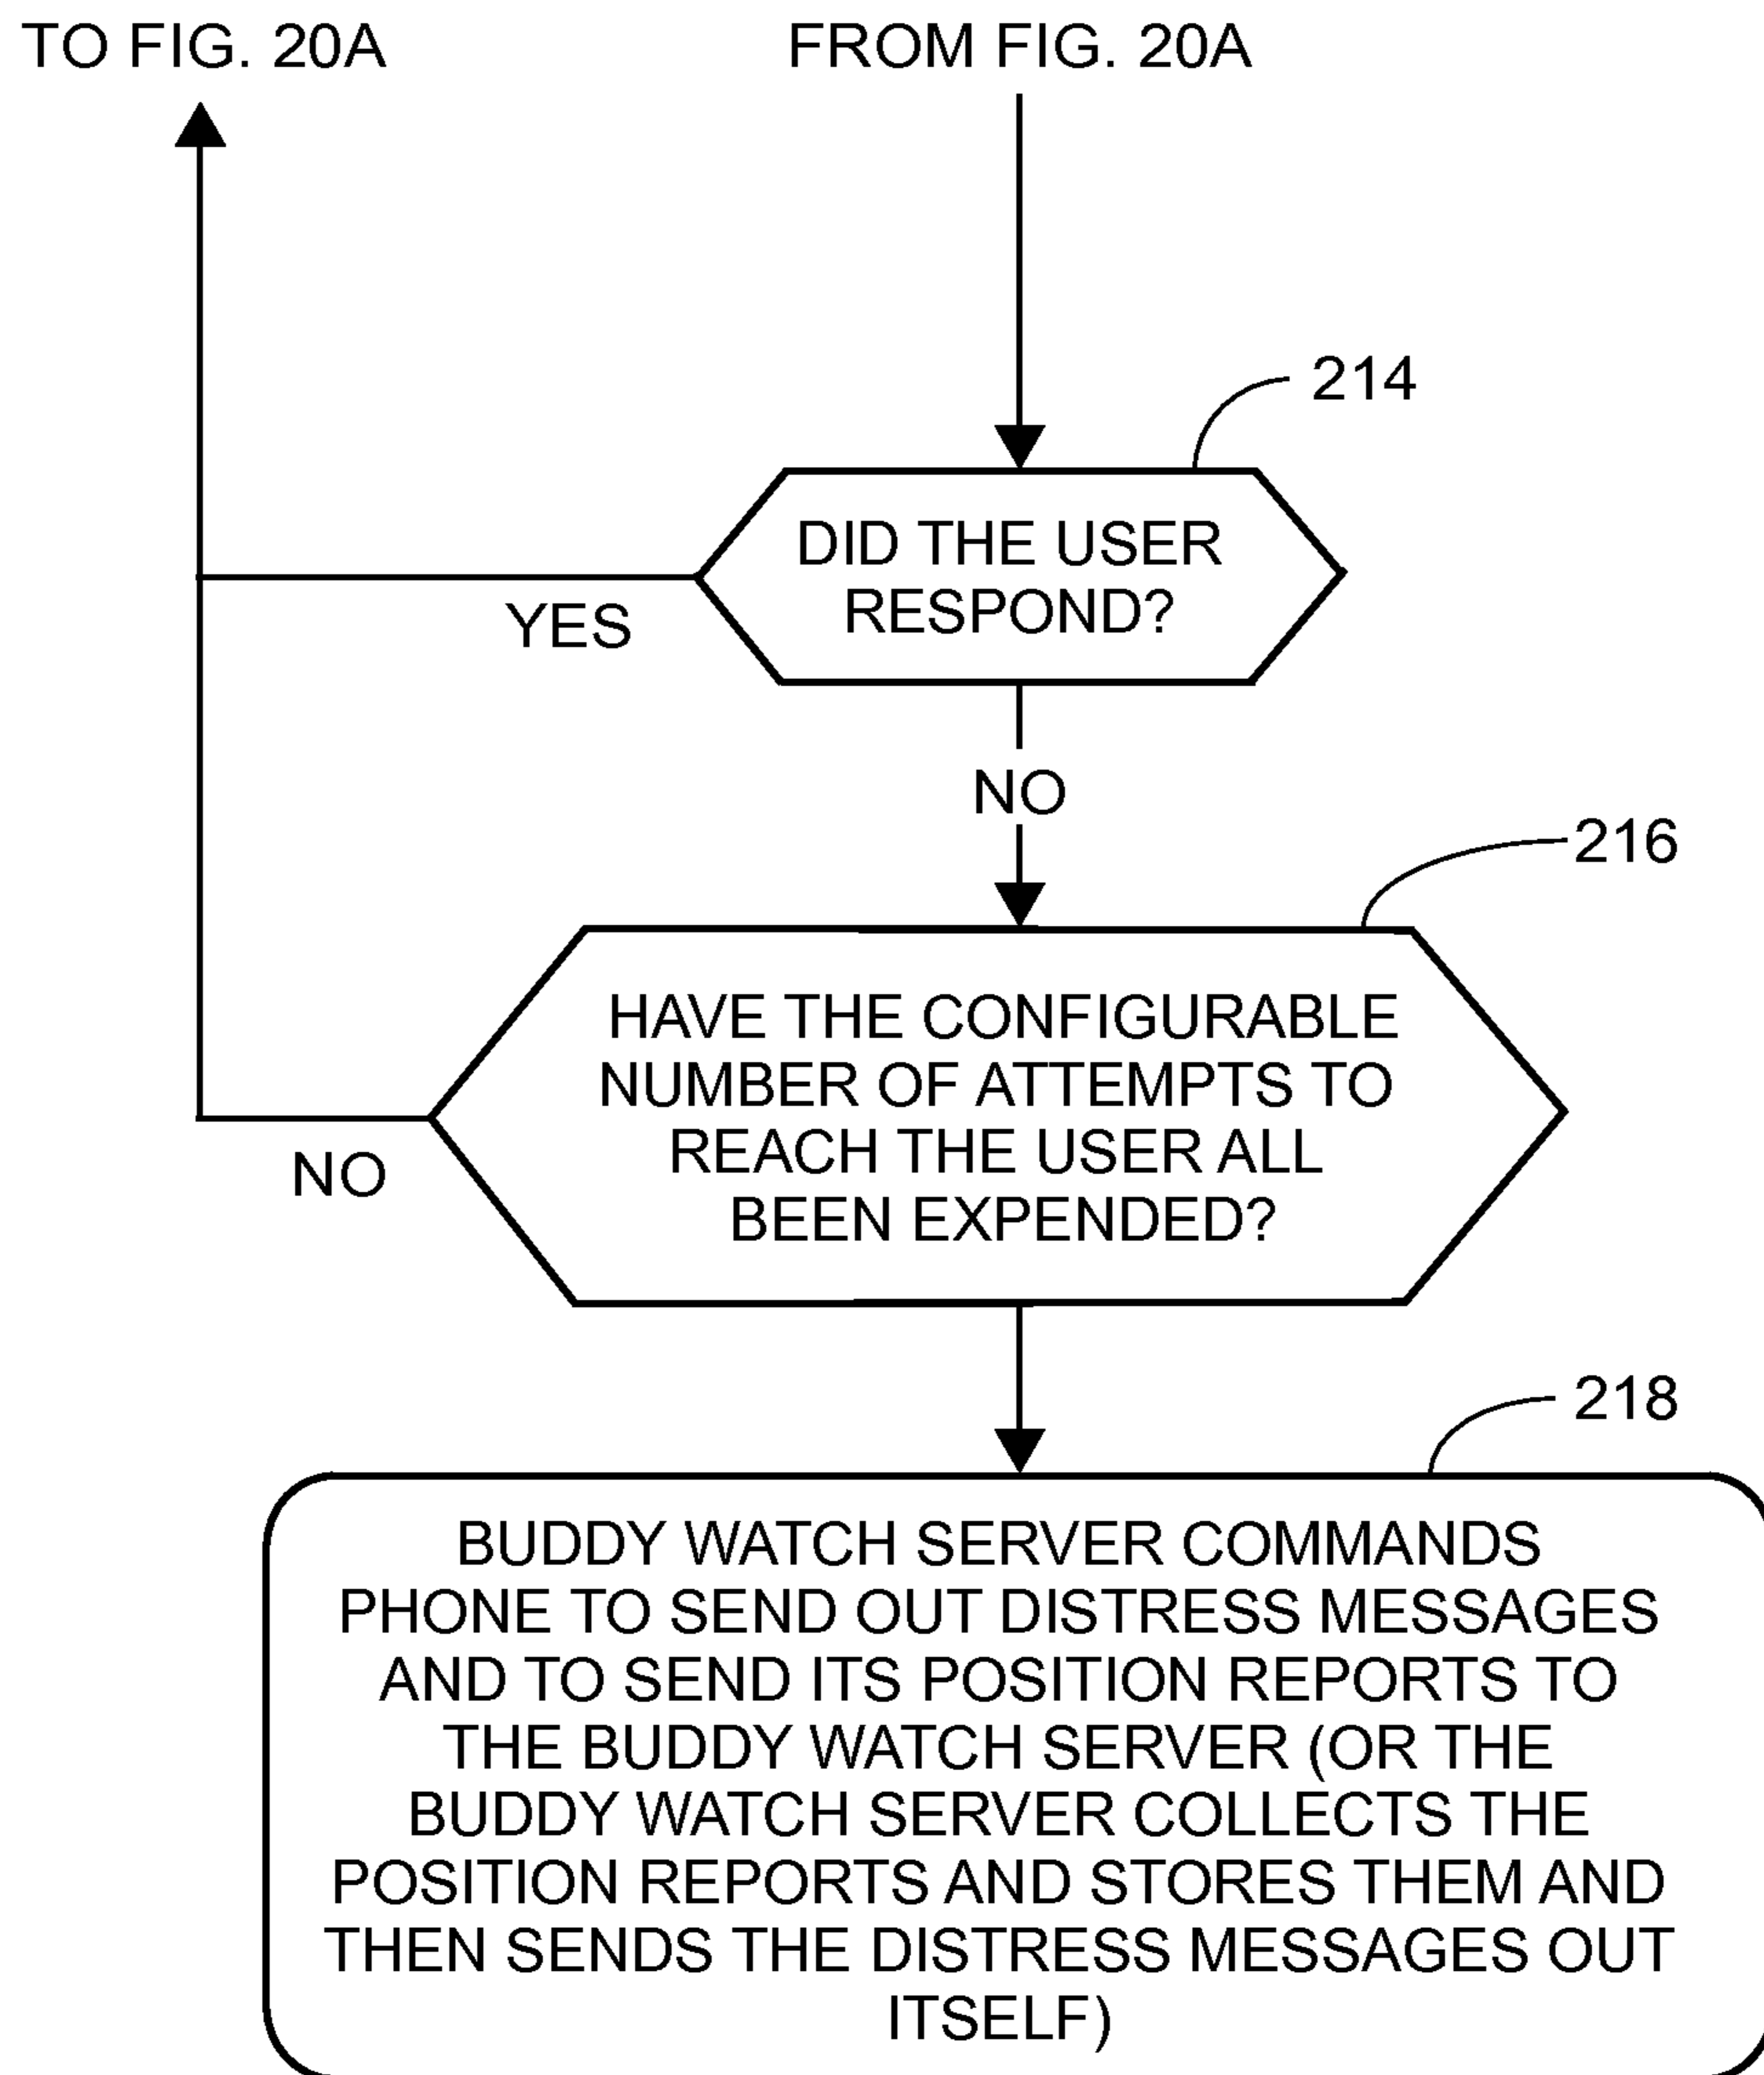 TO FIG. 20A
FROM FIG. 20A
214
DID THE USER
RESPOND?
YES
NO
216
HAVE THE CONFIGURABLE
NUMBER OF ATTEMPTS TO
REACH THE USER ALL
BEEN EXPENDED?
NO
218
BUDDY WATCH SERVER COMMANDS
PHONE TO SEND OUT DISTRESS MESSAGES
AND TO SEND ITS POSITION REPORTS TO
THE BUDDY WATCH SERVER (OR THE
BUDDY WATCH SERVER COLLECTS THE
POSITION REPORTS AND STORES THEM AND
THEN SENDS THE DISTRESS MESSAGES OUT
ITSELF)